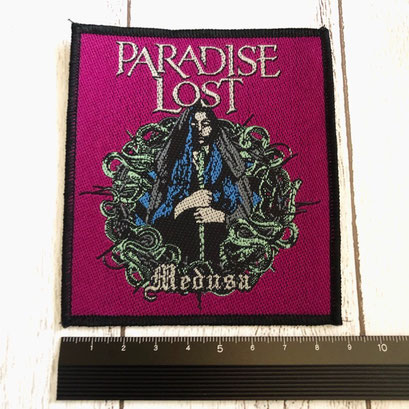 PARADISE
LOST
Medusa
1 2 3 4 5 6 7 8 9 10